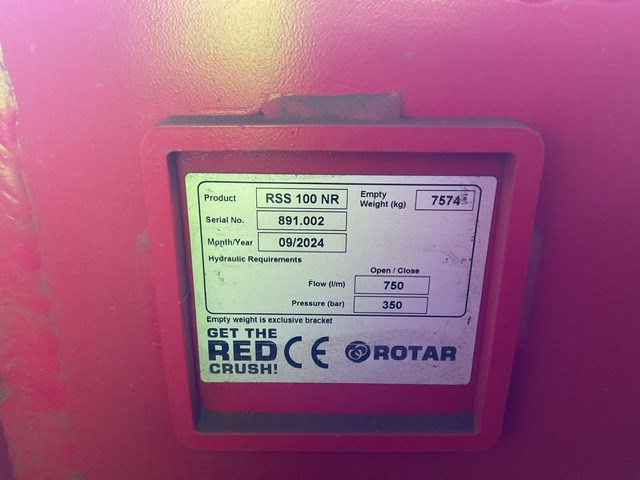 Product RSS 100 NR Empty Weight (kg) 7574
Serial No. 891.002
Month/Year 09/2024
Hydraulic Requirements
Open / Close
Flow (l/m) 750
Pressure (bar) 350
Empty weight is exclusive bracket
GET THE
RED
CRUSH!
CE
ROTAR